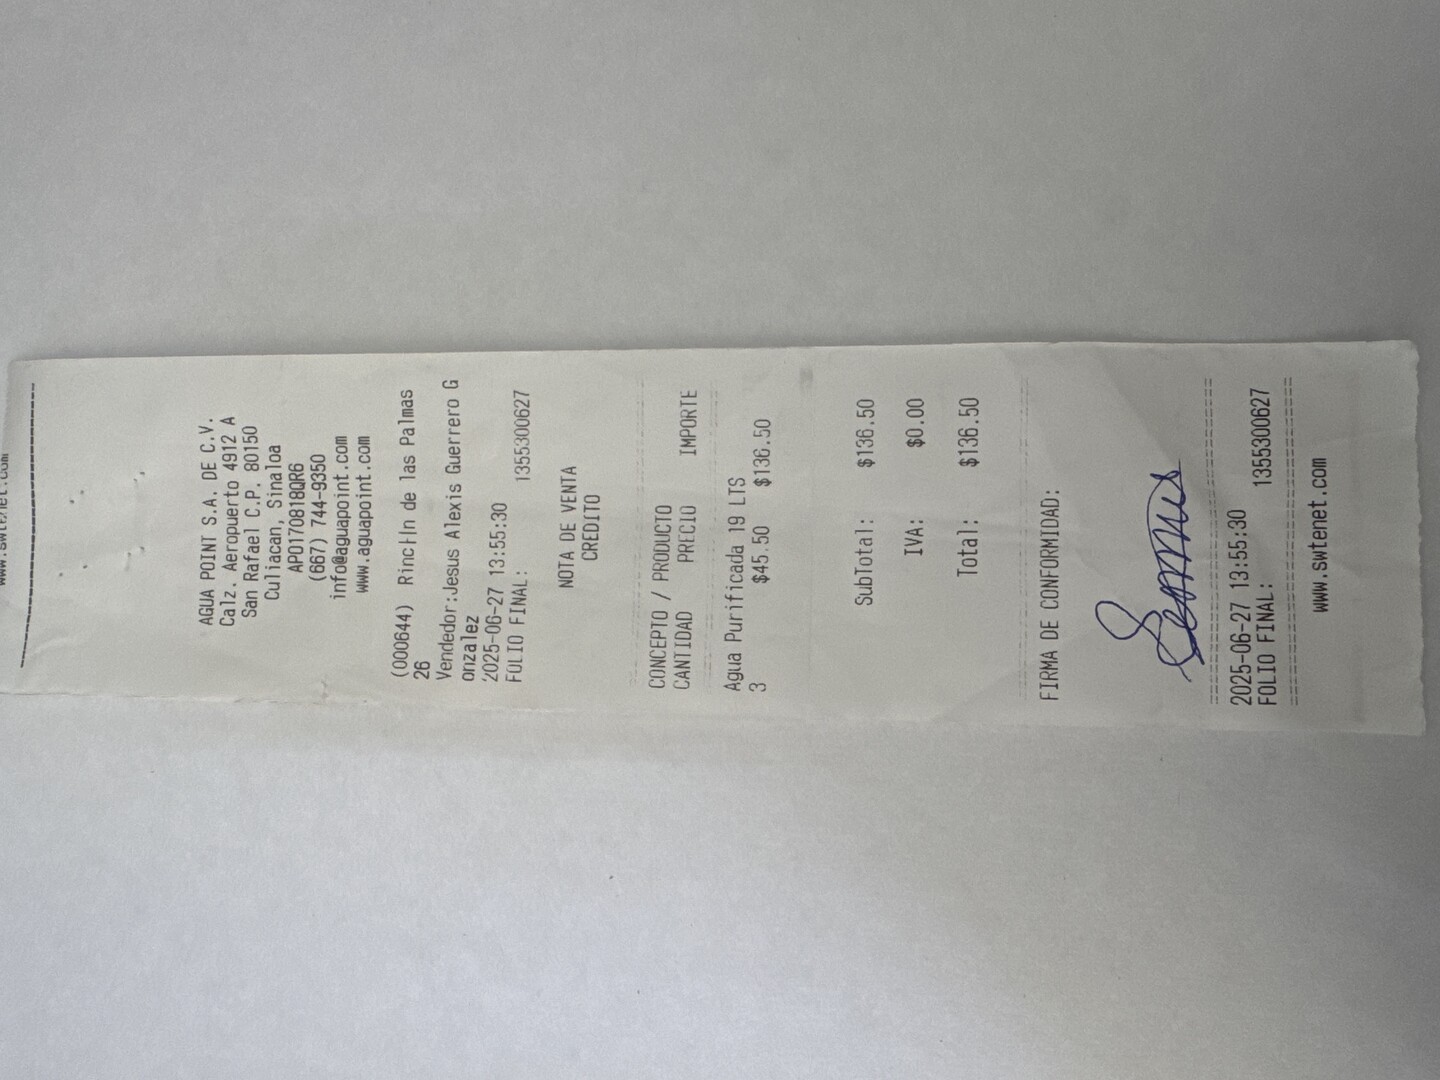 www.swtenet.com
AGUA POINT S.A. DE C.V.
Calz. Aeropuerto 4912 A
San Rafael C.P. 80150
Culiacan, Sinaloa
APO170818QR6
(667) 744-9350
info@aguapoint.com
www.aguapoint.com
(000644) Rinc de las Palmas
26
Vendedor:Jesus Alexis Guerrero G
onzalez
2025-06-27 13:55:30
FOLIO FINAL: 1355300627
NOTA DE VENTA
CREDITO
CONCEPTO / PRODUCTO
CANTIDAD PRECIO IMPORTE
Agua Purificada 19 LTS
3 $45.50 $136.50
SubTotal: $136.50
IVA: $0.00
Total: $136.50
FIRMA DE CONFORMIDAD:
2025-06-27 13:55:30
FOLIO FINAL: 1355300627
www.swtenet.com